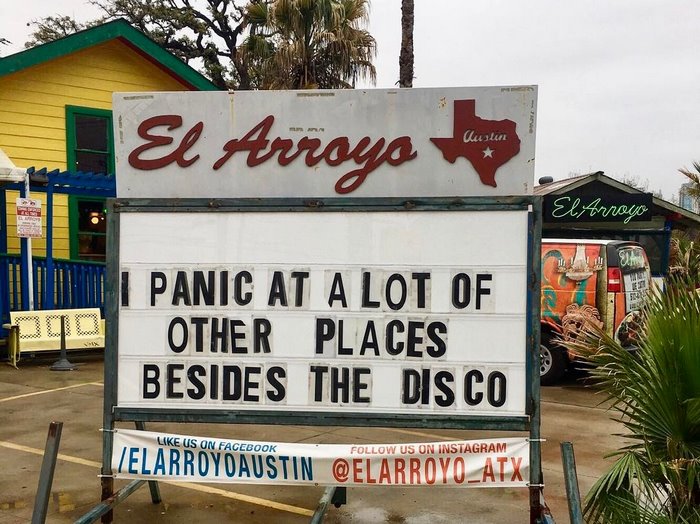 El Arroyo
Austin
El Arroyo
I PANIC AT A LOT OF
OTHER PLACES
BESIDES THE DISCO
LIKE US ON FACEBOOK
/ELARROYOAUSTIN
FOLLOW US ON INSTAGRAM
@ELARROYO_ATX